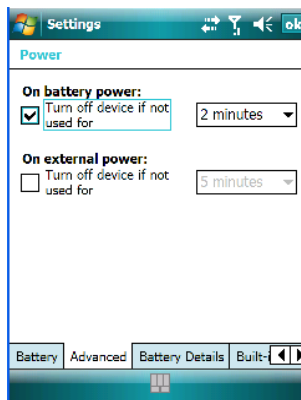 Settings
ok
Power
On battery power:
Turn off device if not
used for
2 minutes
On external power:
Turn off device if not
used for
5 minutes
Battery Advanced Battery Details Built-i